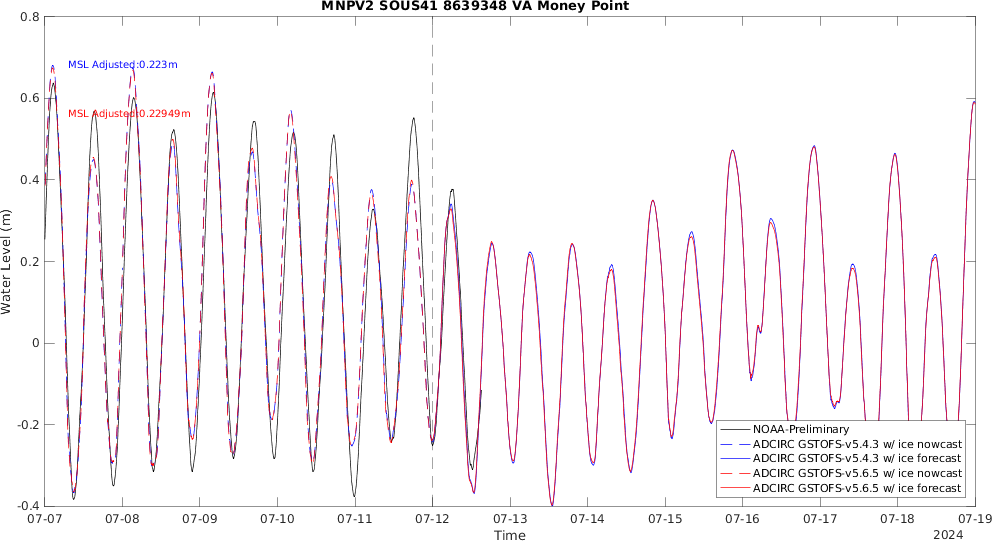 MNPV2 SOUS41 8639348 VA Money Point
0.8
0.6
0.4
0.2
0
-0.2
-0.4
Water Level (m)
MSL Adjusted:0.223m
MSL Adjusted:0.22949m
NOAA-Preliminary
ADCIRC GSTOFS-v5.4.3 w/ ice nowcast
ADCIRC GSTOFS-v5.4.3 w/ ice forecast
ADCIRC GSTOFS-v5.6.5 w/ ice nowcast
ADCIRC GSTOFS-v5.6.5 w/ ice forecast
07-07 07-08 07-09 07-10 07-11 07-12 07-13 07-14 07-15 07-16 07-17 07-18 07-19
Time
2024